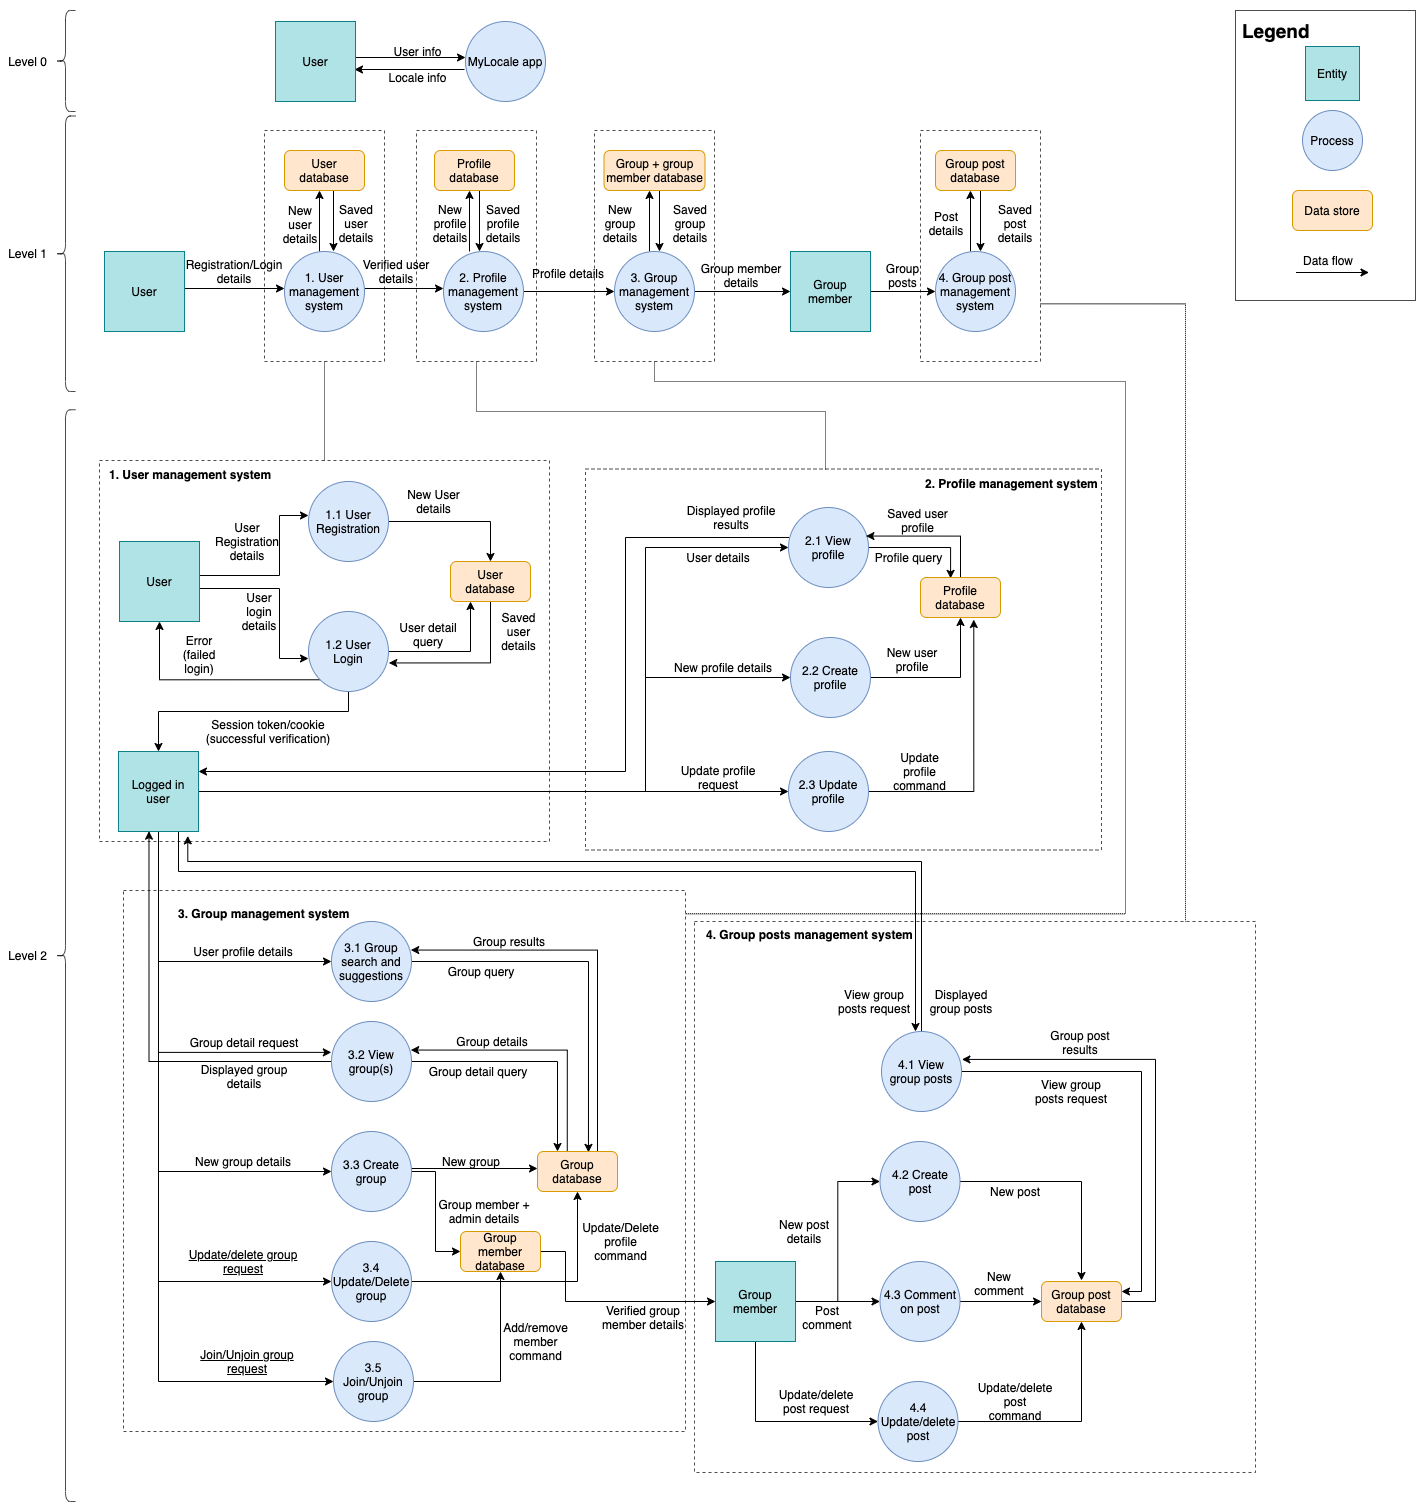 Level 0
User
User info
Locale info
MyLocale app
Legend
Entity
Process
Data store
Data flow
Level 1
User
database
New
user
details
Saved
user
details
Profile
database
New
profile
details
Saved
profile
details
Group + group
member database
New
group
details
Saved
group
details
Group post
database
Post
details
Saved
post
details
User
Registration/Login
details
1. User
management
system
Verified user
details
2. Profile
management
system
Profile details
3. Group
management
system
Group member
details
Group
member
Group
posts
4. Group post
management
system
Level 2
1. User management system
User
User
Registration
details
1.1 User
Registration
New User
details
User
database
User
login
details
1.2 User
Login
User detail
query
Saved
user
details
Error
(failed
login)
Session token/cookie
(successful verification)
Logged in
user
2. Profile management system
Displayed profile
results
User details
2.1 View
profile
Saved user
profile
Profile query
Profile
database
New profile details
2.2 Create
profile
New user
profile
Update profile
request
2.3 Update
profile
Update
profile
command
3. Group management system
User profile details
3.1 Group
search and
suggestions
Group results
Group query
Group detail request
Displayed group
details
3.2 View
group(s)
Group details
Group detail query
New group details
3.3 Create
group
New group
Group
database
Group member +
admin details
Group
member
database
Update/Delete
profile
command
Update/delete group
request
3.4
Update/Delete
group
Verified group
member details
Add/remove
member
command
Join/Unjoin group
request
3.5
Join/Unjoin
group
4. Group posts management system
View group
posts request
Displayed
group posts
4.1 View
group posts
Group post
results
View group
posts request
4.2 Create
post
New post
New post
details
Group
member
Post
comment
4.3 Comment
on post
New
comment
Group post
database
Update/delete
post request
4.4
Update/delete
post
Update/delete
post
command